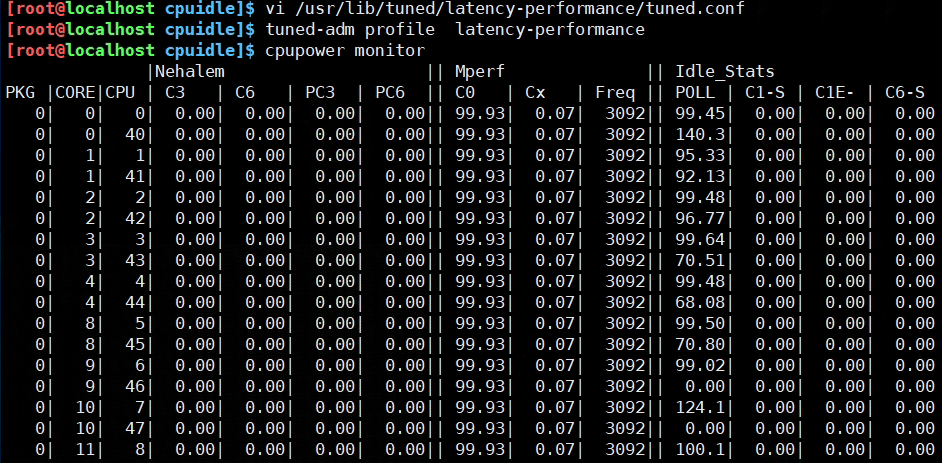 [root@localhost cpuidle]$ vi /usr/lib/tuned/latency-performance/tuned.conf
[root@localhost cpuidle]$ tuned-adm profile  latency-performance
[root@localhost cpuidle]$ cpupower monitor
              |Nehalem                    || Mperf              || Idle_Stats
PKG |CORE|CPU | C3   | C6   | PC3  | PC6  || C0   | Cx   | Freq || POLL | C1-S | C1E- | C6-S
   0|   0|   0|  0.00|  0.00|  0.00|  0.00|| 99.93|  0.07|  3092|| 99.45|  0.00|  0.00|  0.00
   0|   0|  40|  0.00|  0.00|  0.00|  0.00|| 99.93|  0.07|  3092|| 140.3|  0.00|  0.00|  0.00
   0|   1|   1|  0.00|  0.00|  0.00|  0.00|| 99.93|  0.07|  3092|| 95.33|  0.00|  0.00|  0.00
   0|   1|  41|  0.00|  0.00|  0.00|  0.00|| 99.93|  0.07|  3092|| 92.13|  0.00|  0.00|  0.00
   0|   2|   2|  0.00|  0.00|  0.00|  0.00|| 99.93|  0.07|  3092|| 99.48|  0.00|  0.00|  0.00
   0|   2|  42|  0.00|  0.00|  0.00|  0.00|| 99.93|  0.07|  3092|| 96.77|  0.00|  0.00|  0.00
   0|   3|   3|  0.00|  0.00|  0.00|  0.00|| 99.93|  0.07|  3092|| 99.64|  0.00|  0.00|  0.00
   0|   3|  43|  0.00|  0.00|  0.00|  0.00|| 99.93|  0.07|  3092|| 70.51|  0.00|  0.00|  0.00
   0|   4|   4|  0.00|  0.00|  0.00|  0.00|| 99.93|  0.07|  3092|| 99.48|  0.00|  0.00|  0.00
   0|   4|  44|  0.00|  0.00|  0.00|  0.00|| 99.93|  0.07|  3092|| 68.08|  0.00|  0.00|  0.00
   0|   8|   5|  0.00|  0.00|  0.00|  0.00|| 99.93|  0.07|  3092|| 99.50|  0.00|  0.00|  0.00
   0|   8|  45|  0.00|  0.00|  0.00|  0.00|| 99.93|  0.07|  3092|| 70.80|  0.00|  0.00|  0.00
   0|   9|   6|  0.00|  0.00|  0.00|  0.00|| 99.93|  0.07|  3092|| 99.02|  0.00|  0.00|  0.00
   0|   9|  46|  0.00|  0.00|  0.00|  0.00|| 99.93|  0.07|  3092||  0.00|  0.00|  0.00|  0.00
   0|  10|   7|  0.00|  0.00|  0.00|  0.00|| 99.93|  0.07|  3092|| 124.1|  0.00|  0.00|  0.00
   0|  10|  47|  0.00|  0.00|  0.00|  0.00|| 99.93|  0.07|  3092||  0.00|  0.00|  0.00|  0.00
   0|  11|   8|  0.00|  0.00|  0.00|  0.00|| 99.93|  0.07|  3092|| 100.1|  0.00|  0.00|  0.00